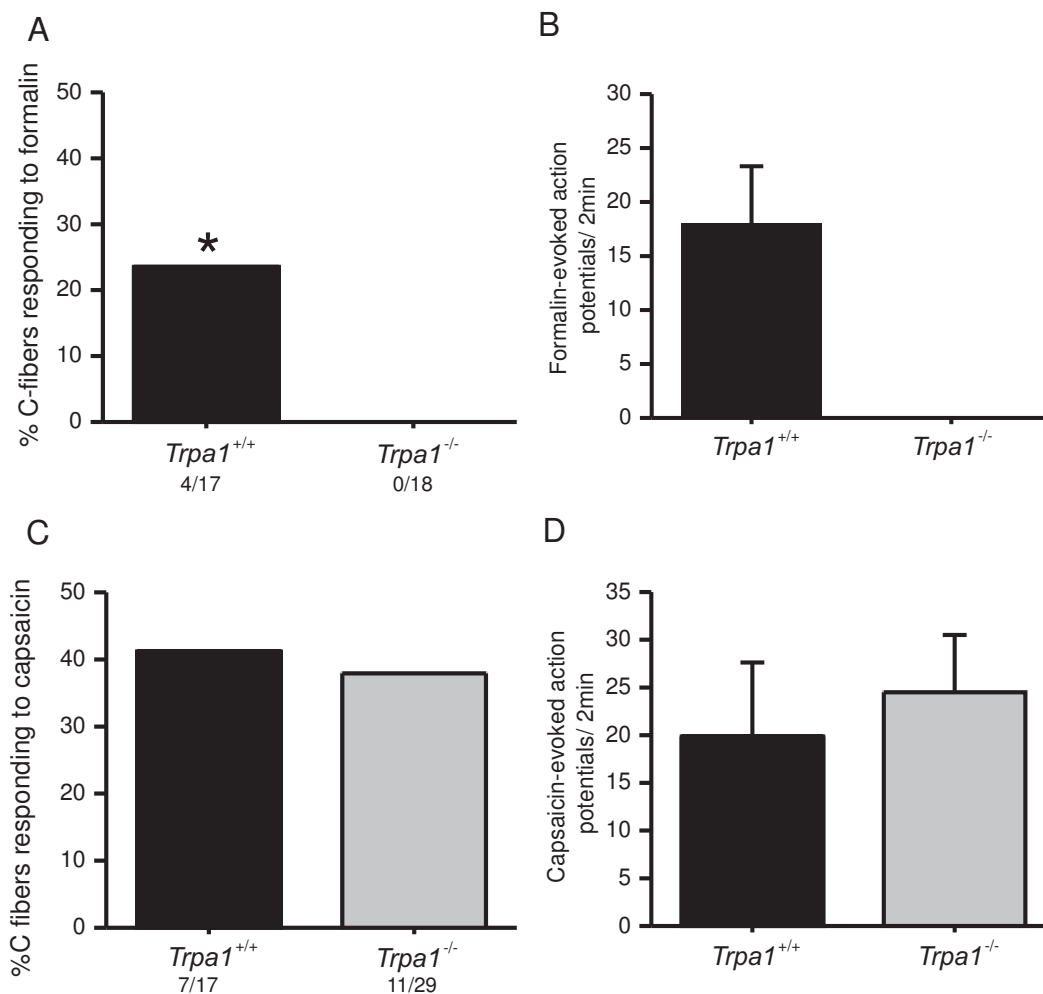 A
% C-fibers responding to formalin
50
40
30
20
10
0
*
Trpa1+/+
Trpa1-/-
4/17
0/18
B
Formalin-evoked action
potentials/ 2min
30
25
20
15
10
5
0
Trpa1+/+
Trpa1-/-
C
%C fibers responding to capsaicin
50
40
30
20
10
0
Trpa1+/+
Trpa1-/-
7/17
11/29
D
Capsaicin-evoked action
potentials/ 2min
35
30
25
20
15
10
5
0
Trpa1+/+
Trpa1-/-